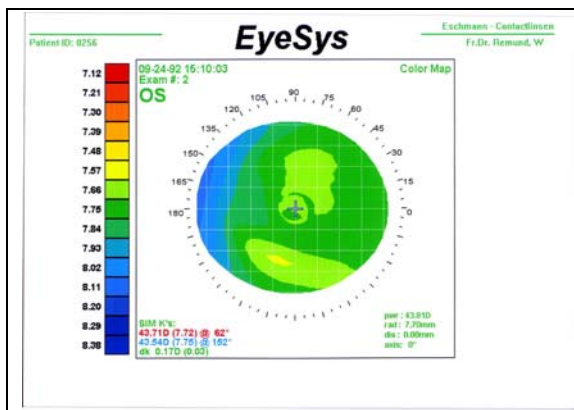 Patient ID: 0256
EyeSys
Eschmann - Contactlinsen
Fr.Dr. Remund, W
09-24-92 15:10:03
Exam #: 2
OS
Color Map
7.12
7.21
7.30
7.39
7.48
7.57
7.66
7.75
7.84
7.93
8.02
8.11
8.20
8.29
8.38
90
105
75
120
60
135
45
150
30
165
15
180
0
SIM K's:
43.71D (7.72) @ 62°
43.54D (7.75) @ 152°
dk 0.17D (0.03)
pwr : 43.81D
rad : 7.70mm
dis : 0.00mm
axis: 0°